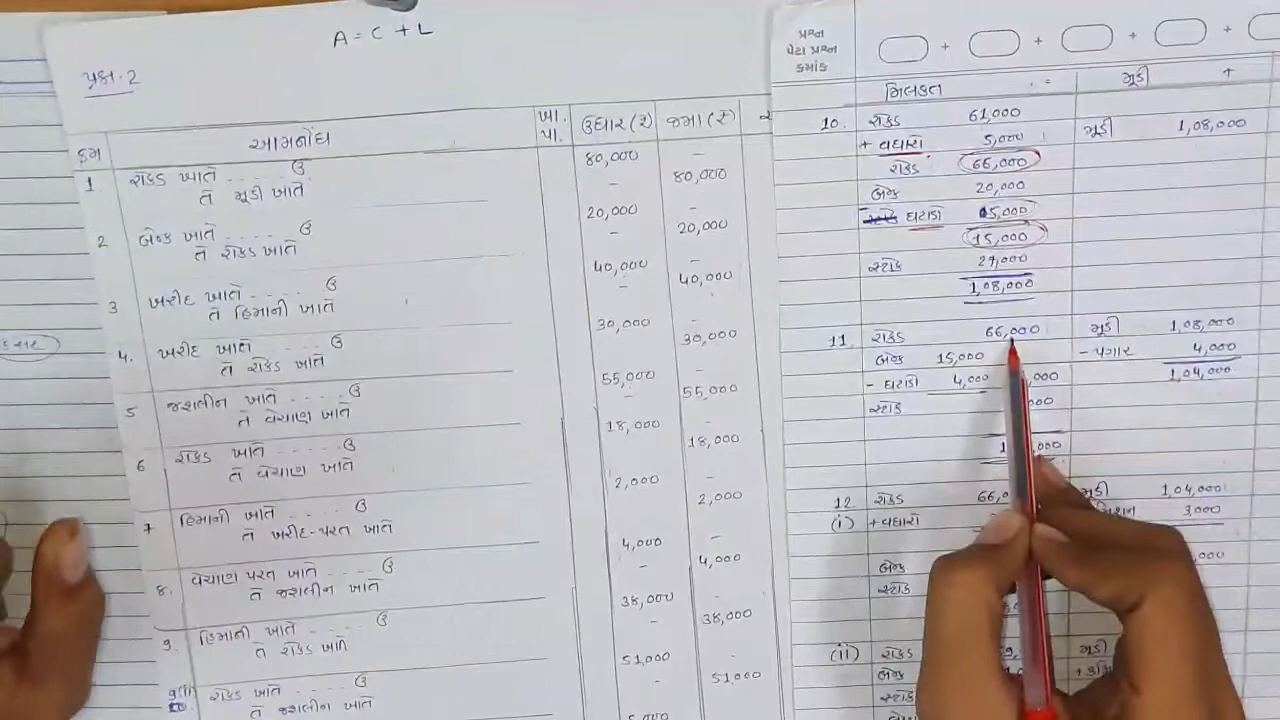 A = C + L
પ્રશ્ન-2
ક્રમ આમનોંધ ખા. પા. ઉધાર(₹) જમા(₹)
1. રોકડ ખાતે ..... ઉ 80,000 –
તે મૂડી ખાતે – 80,000
2 બેન્ક ખાતે ..... ઉ 20,000 –
તે રોકડ ખાતે – 20,000
3 ખરીદ ખાતે ..... ઉ 40,000 –
તે હિમાની ખાતે – 40,000
4. ખરીદ ખાતે ..... ઉ 30,000
તે રોકડ ખાતે 30,000
5 જશલીન ખાતે ..... ઉ 55,000 –
તે વેચાણ ખાતે – 55,000
6 રોકડ ખાતે ..... ઉ 18,000 –
તે વેચાણ ખાતે 18,000
7 હિમાની ખાતે .... ઉ 2,000 –
તે ખરીદ-પરત ખાતે 2,000
8. વેચાણ પરત ખાતે ..... ઉ 4,000 –
તે જશલીન ખાતે – 4,000
9. હિમાની ખાતે ..... ઉ 38,000 –
તે રોકડ ખાતે – 38,000
રોકડ ખાતે ..... ઉ 51,000 –
તે જશલીન ખાતે - 51,000
પ્રશ્ન
પેટા પ્રશ્ન
ક્રમાંક
+ + + +
મિલકત = મૂડી +
10. રોકડ 61,000 મૂડી 1,08,000
+ વધારો 5,000
રોકડ 66,000
બેન્ક 20,000
ઘટાડો 5,000
15,000
સ્ટોક 27,000
1,08,000
11. રોકડ 66,000 મૂડી 1,08,000
બેન્ક 15,000 – પગાર 4,000
- ઘટાડો 4,000 1,04,000
સ્ટોક
12. રોકડ મૂડી 1,04,000
(i) + વધારો 3,000
બેન્ક
સ્ટોક
(ii) રોકડ મૂડી
બેન્ક
સ્ટોક